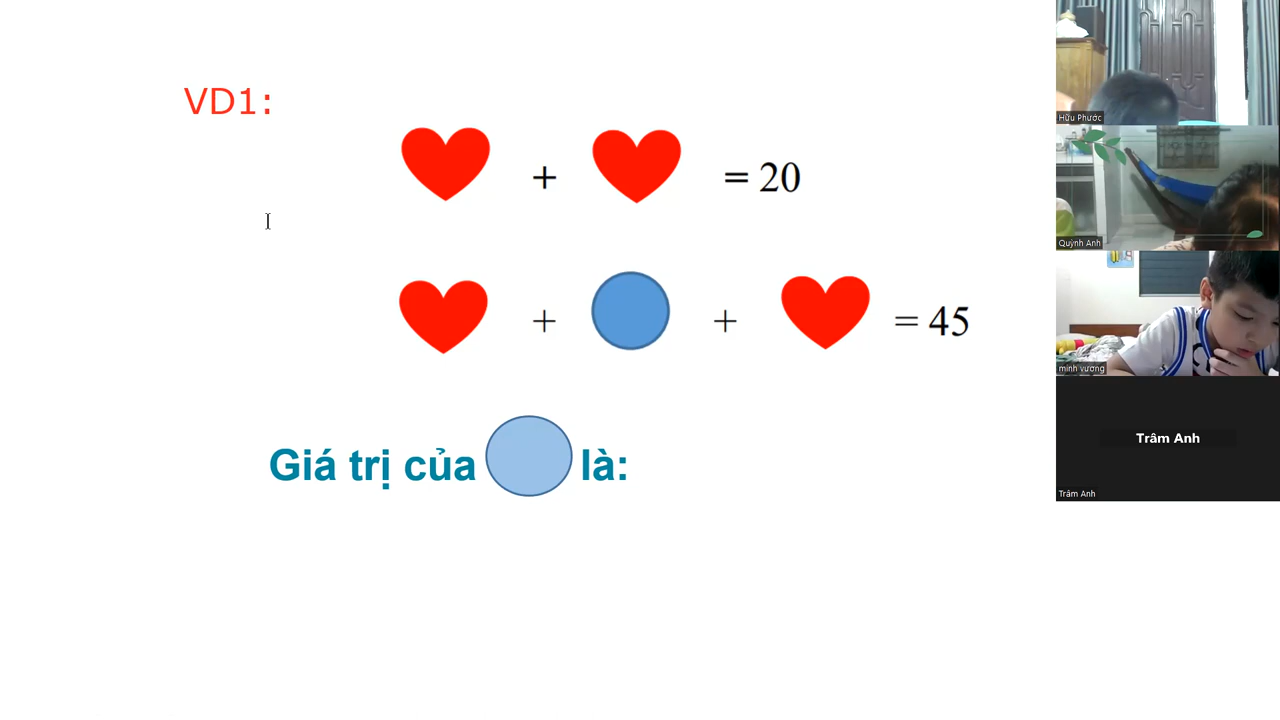 VD1:
+ = 20
+ + = 45
Giá trị của là:
Hữu Phước
Quỳnh Anh
minh vương
Trâm Anh
Trâm Anh